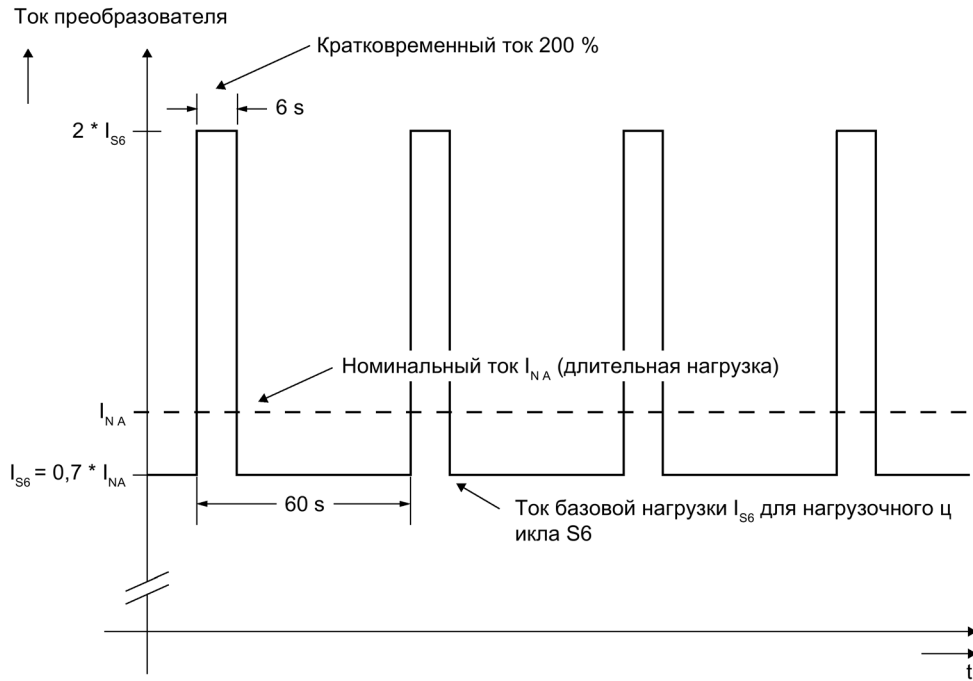 Ток преобразователя
Кратковременный ток 200 %
6 s
2 * I_S6
Номинальный ток I_N A (длительная нагрузка)
I_N A
I_S6 = 0,7 * I_NA
60 s
Ток базовой нагрузки I_S6 для нагрузочного ц
икла S6
t